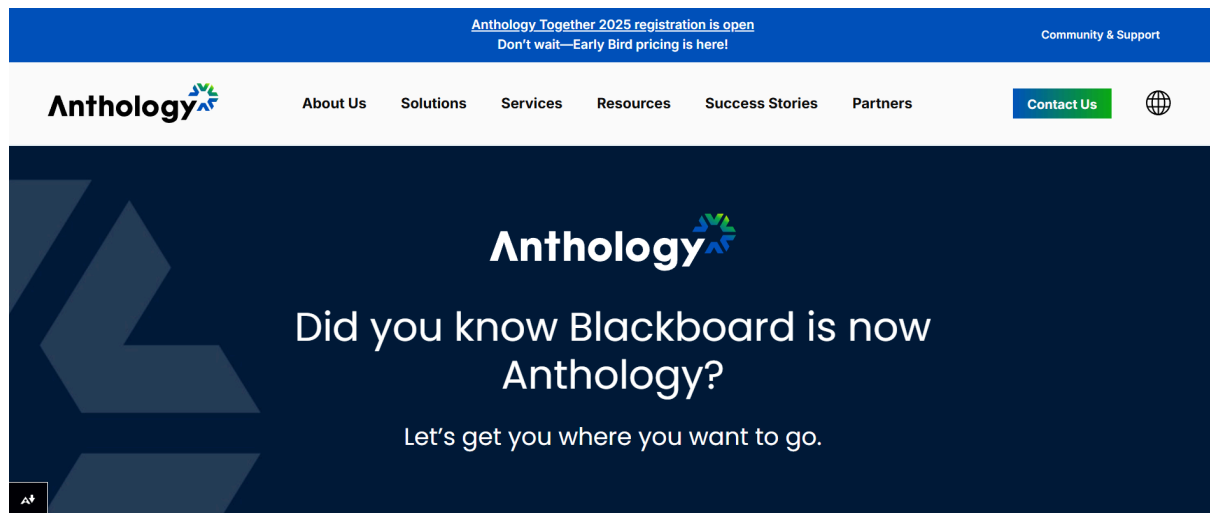 Anthology Together 2025 registration is open
Don’t wait—Early Bird pricing is here!
Community & Support
Anthology
About Us
Solutions
Services
Resources
Success Stories
Partners
Contact Us
Anthology
Did you know Blackboard is now
Anthology?
Let’s get you where you want to go.
A